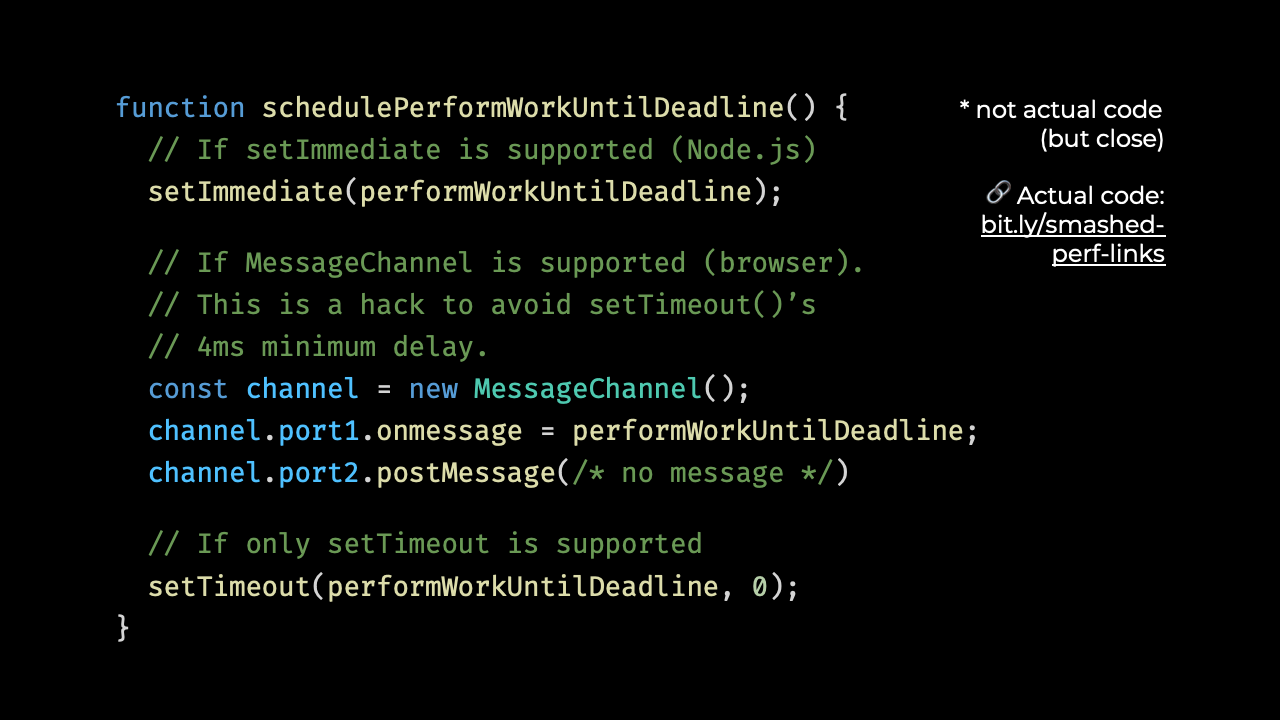 function schedulePerformWorkUntilDeadline() {
// If setImmediate is supported (Node.js)
setImmediate(performWorkUntilDeadline);
// If MessageChannel is supported (browser).
// This is a hack to avoid setTimeout()’s
// 4ms minimum delay.
const channel = new MessageChannel();
channel.port1.onmessage = performWorkUntilDeadline;
channel.port2.postMessage(/* no message */)
// If only setTimeout is supported
setTimeout(performWorkUntilDeadline, 0);
}
* not actual code
(but close)
🔗 Actual code:
bit.ly/smashed-
perf-links